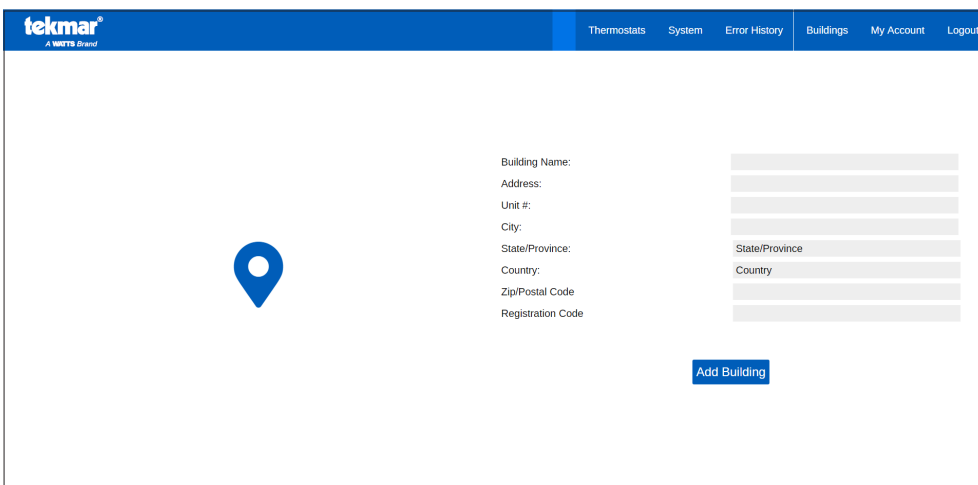 tekmar®
A WATTS Brand
Thermostats System Error History Buildings My Account Logout
Building Name:
Address:
Unit #:
City:
State/Province: State/Province
Country: Country
Zip/Postal Code
Registration Code
Add Building